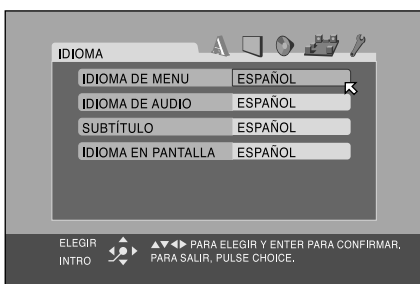 IDIOMA
IDIOMA DE MENU ESPAÑOL
IDIOMA DE AUDIO ESPAÑOL
SUBTÍTULO ESPAÑOL
IDIOMA EN PANTALLA ESPAÑOL
ELEGIR
INTRO
▲▼◀▶ PARA ELEGIR Y ENTER PARA CONFIRMAR,
PARA SALIR, PULSE CHOICE.